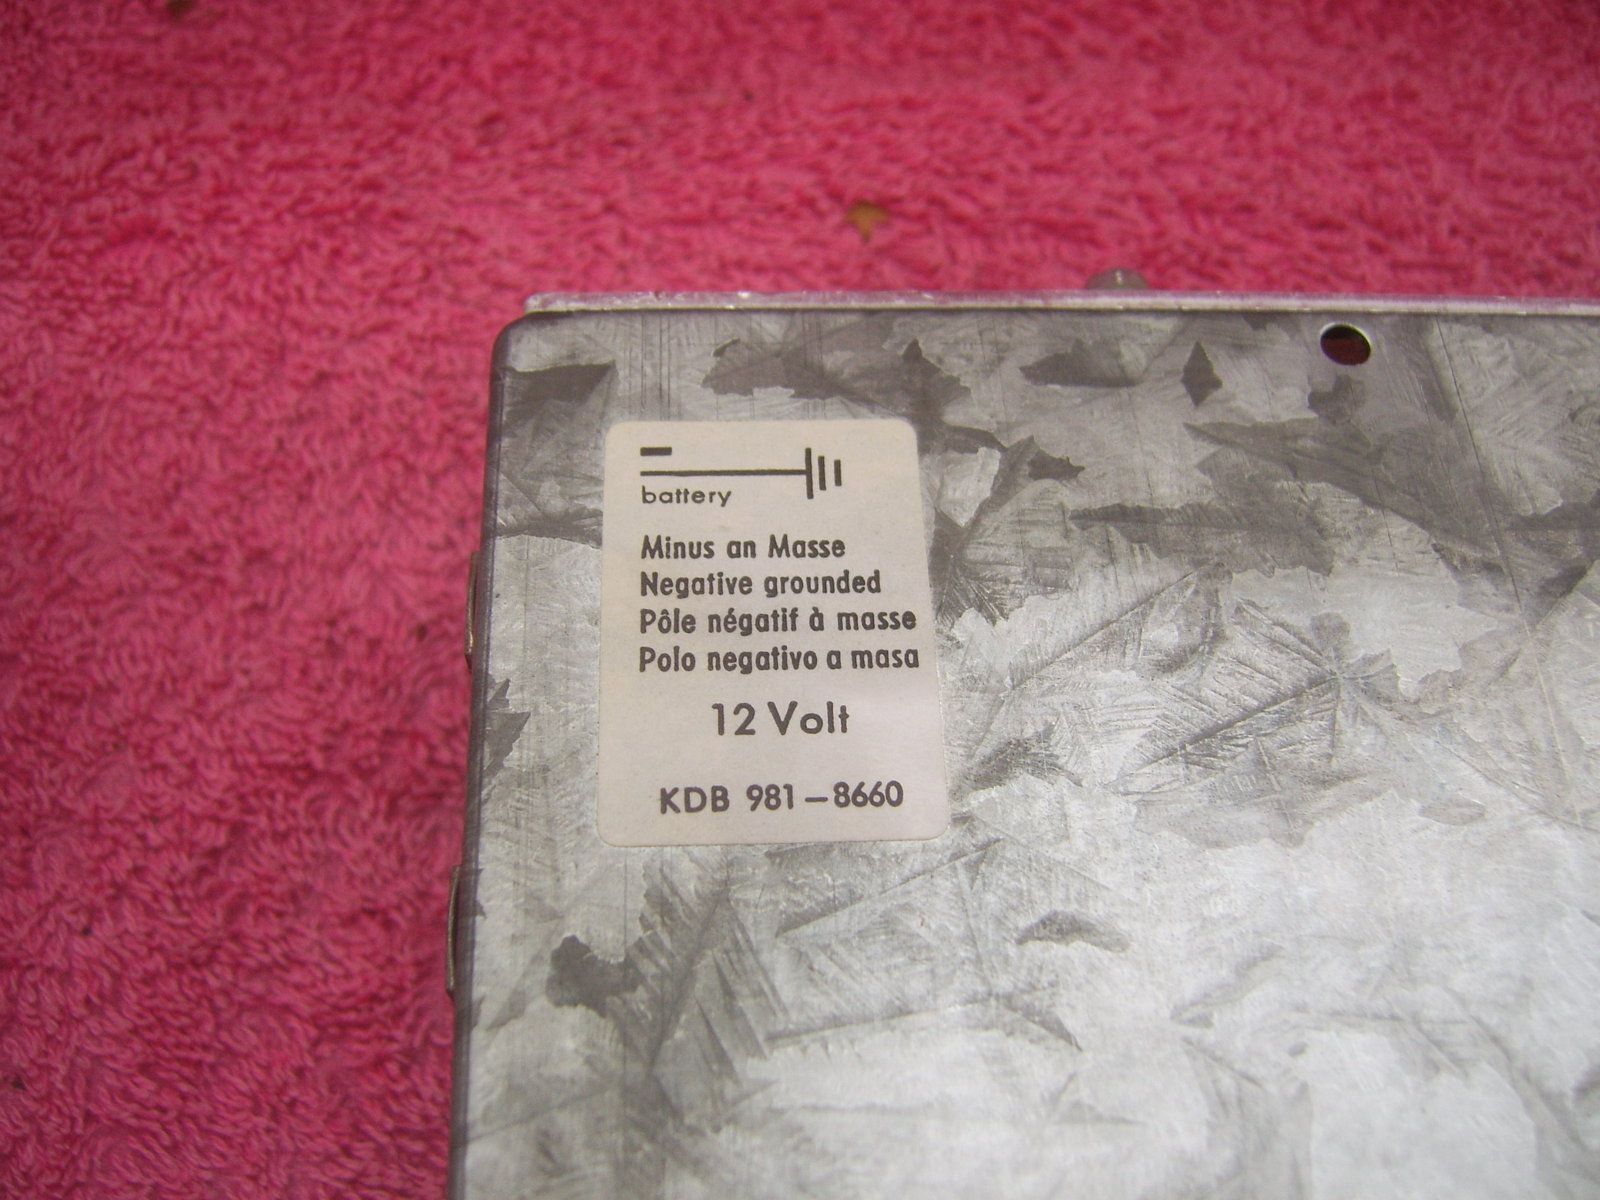 battery
Minus an Masse
Negative grounded
Pôle négatif à masse
Polo negativo a masa
12 Volt
KDB 981–8660